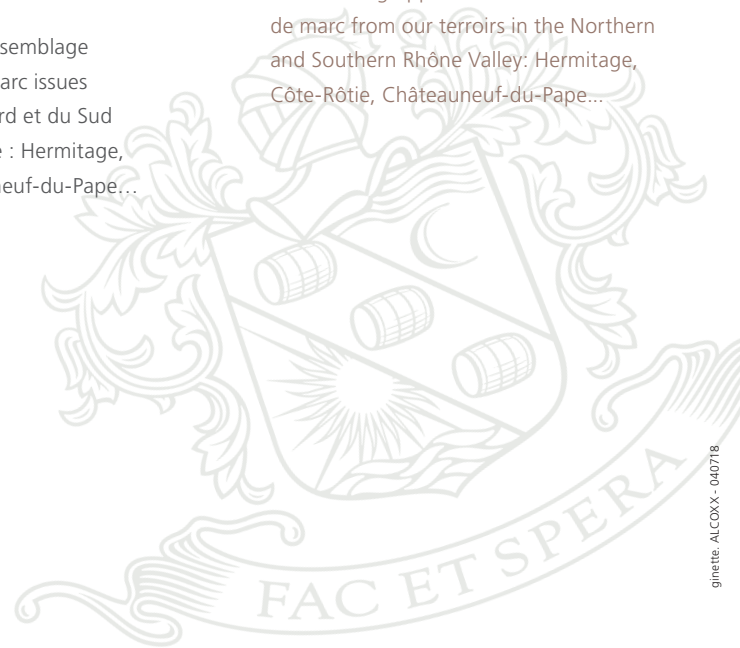 semblage
arc issues
rd et du Sud
e : Hermitage,
neuf-du-Pape…
de marc from our terroirs in the Northern
and Southern Rhône Valley: Hermitage,
Côte-Rôtie, Châteauneuf-du-Pape...
FAC ET SPERA
ginette. ALCOXX - 040718